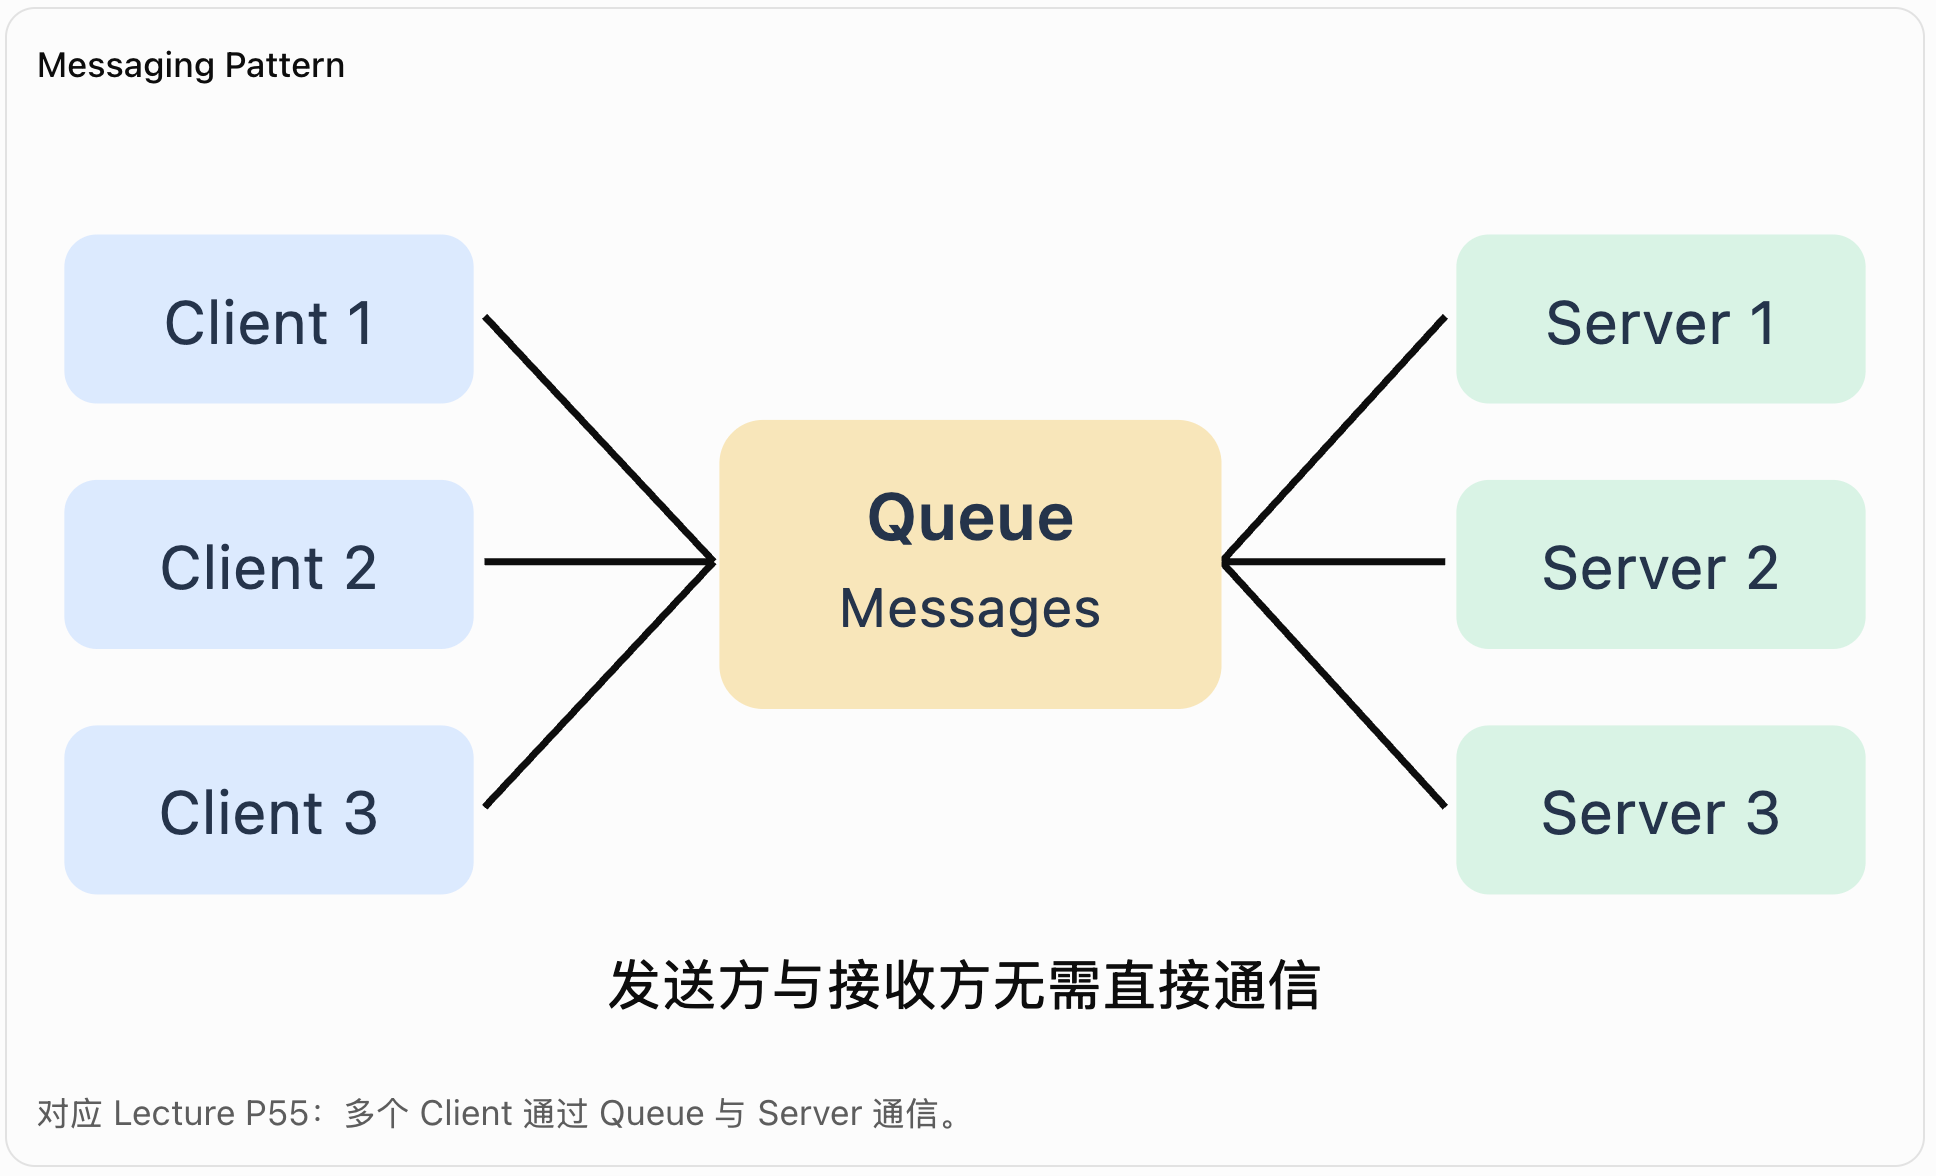 Messaging Pattern
Client 1
Server 1
Client 2
Queue
Messages
Server 2
Client 3
Server 3
发送方与接收方无需直接通信
对应 Lecture P55：多个 Client 通过 Queue 与 Server 通信。